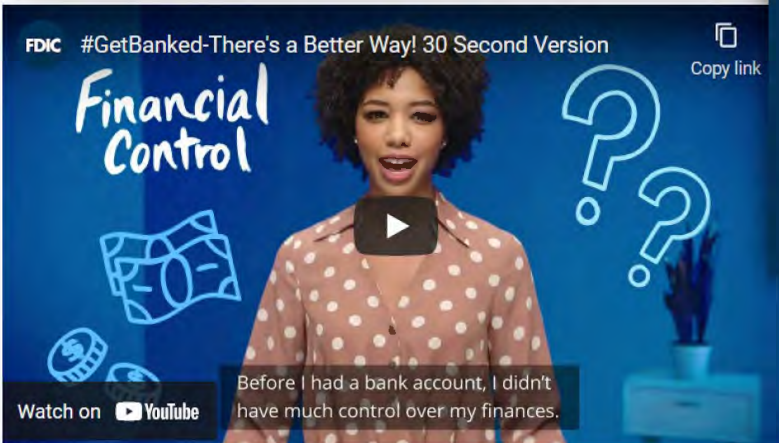 FDIC #GetBanked-There's a Better Way! 30 Second Version
Copy link
Financial
Control
? ?
$
$
Before I had a bank account, I didn't
have much control over my finances.
Watch on YouTube